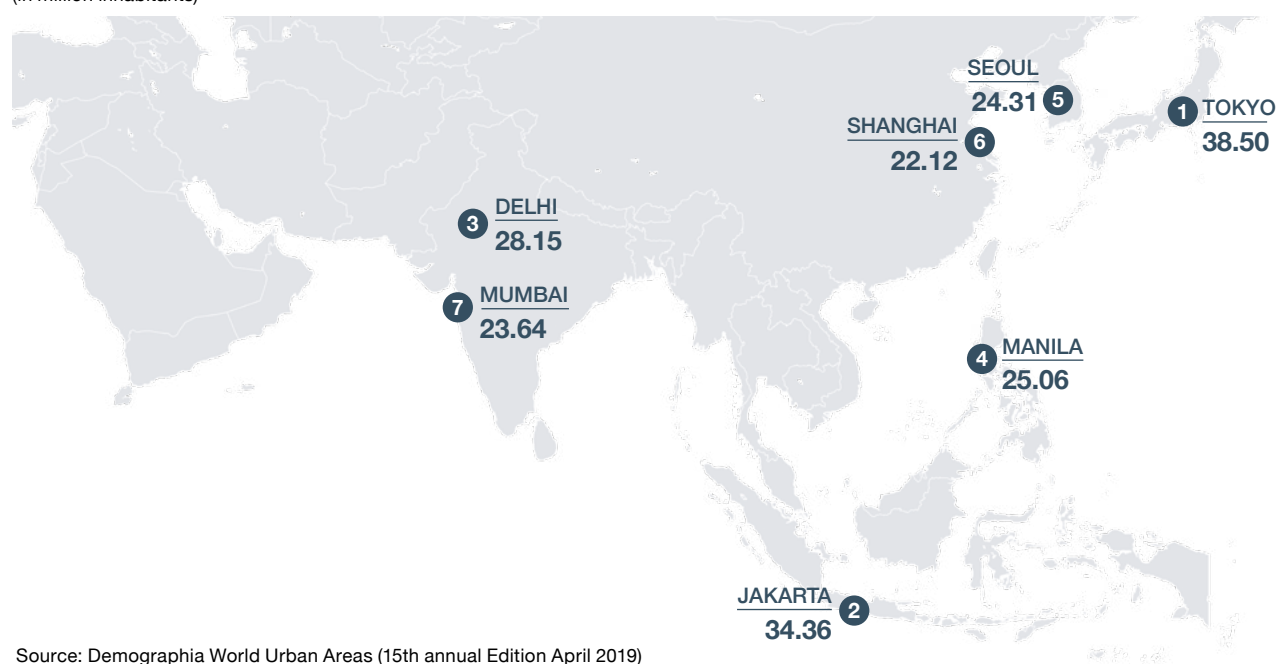 (in million inhabitants)
SEOUL
24.31 5
1 TOKYO
38.50
SHANGHAI
6
22.12
3 DELHI
28.15
7 MUMBAI
23.64
4 MANILA
25.06
JAKARTA 2
34.36
Source: Demographia World Urban Areas (15th annual Edition April 2019)